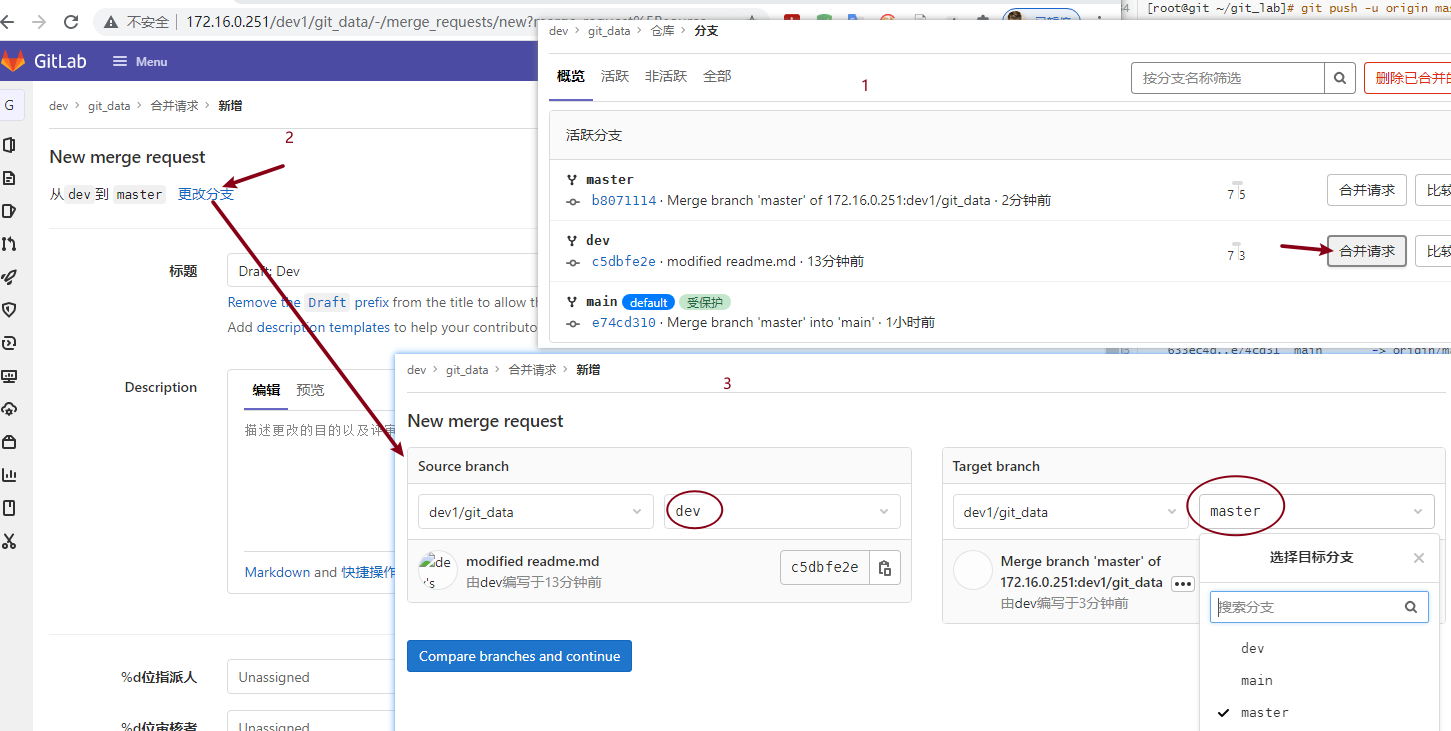 不安全 172.16.0.251/dev1/git_data/-/merge_requests/new?
[root@git ~/git_lab]# git push -u origin mas
GitLab Menu
G
dev > git_data > 合并请求 > 新增
2
New merge request
从 dev 到 master 更改分支
标题
Draft: Dev
Remove the Draft prefix from the title to allow th
Add description templates to help your contributo
Description
编辑 预览
描述更改的目的以及评审
Markdown and 快捷操作
%d位指派人
Unassigned
%d位审核者
Unassigned
dev > git_data > 仓库 > 分支
概览 活跃 非活跃 全部
1
按分支名称筛选
删除已合并的
活跃分支
master
b8071114 · Merge branch 'master' of 172.16.0.251:dev1/git_data · 2分钟前
7 5
合并请求
比较
dev
c5dbfe2e · modified readme.md · 13分钟前
7 3
合并请求
比较
main default 受保护
e74cd310 · Merge branch 'master' into 'main' · 1小时前
dev > git_data > 合并请求 > 新增
3
New merge request
Source branch
dev1/git_data
dev
de
v's
modified readme.md
由dev编写于13分钟前
c5dbfe2e
Compare branches and continue
Target branch
dev1/git_data
master
Merge branch 'master' of
172.16.0.251:dev1/git_data
由dev编写于3分钟前
选择目标分支
搜索分支
dev
main
master